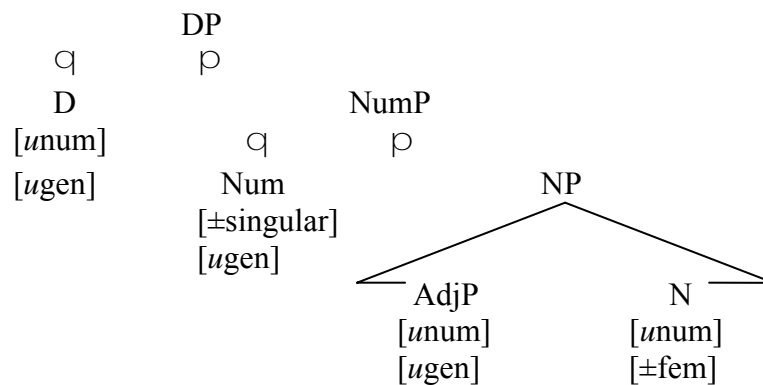 DP
q p
D NumP
[unum] q p
[ugen] Num NP
[±singular]
[ugen]
AdjP N
[unum] [unum]
[ugen] [±fem]